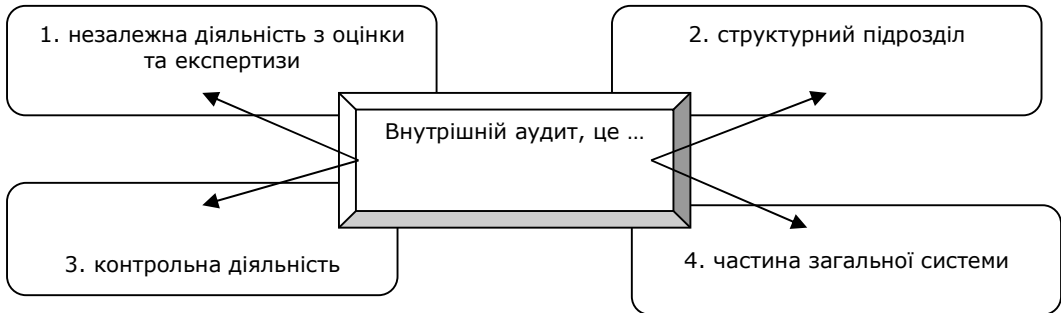 1. незалежна діяльність з оцінки
та експертизи
2. структурний підрозділ
Внутрішній аудит, це ...
3. контрольна діяльність
4. частина загальної системи